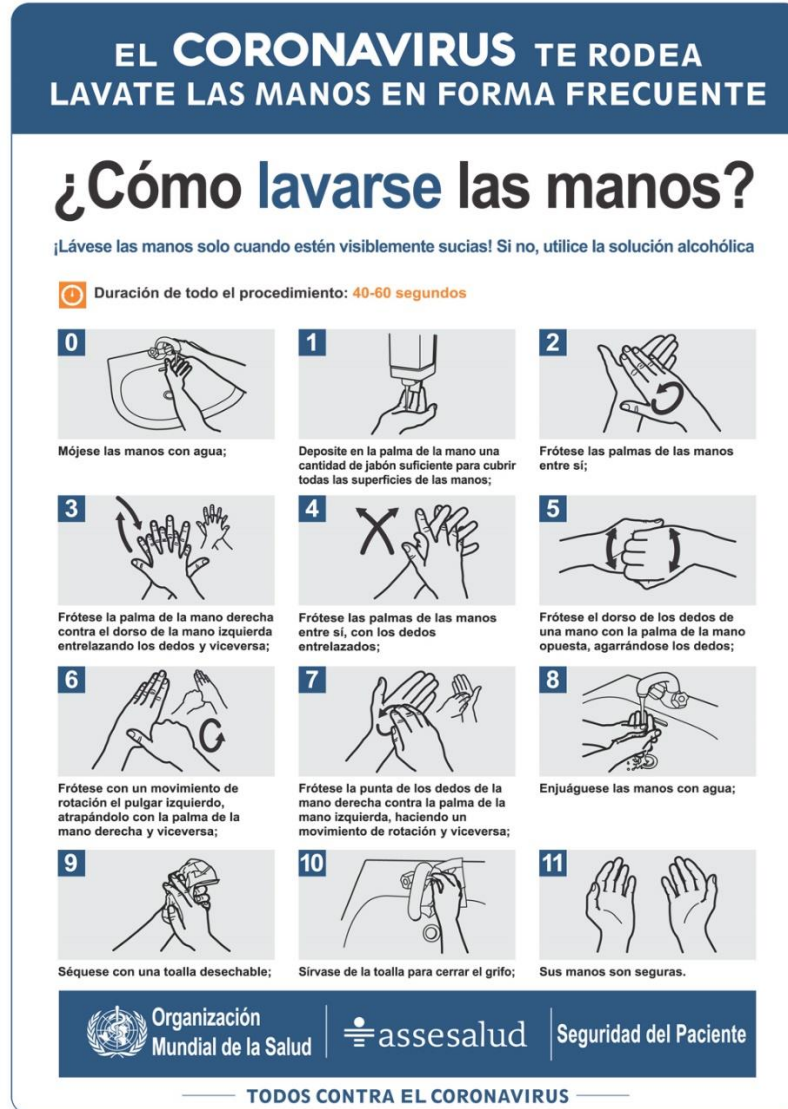 EL CORONAVIRUS TE RODEA
LAVATE LAS MANOS EN FORMA FRECUENTE
¿Cómo lavarse las manos?
¡Lávese las manos solo cuando estén visiblemente sucias! Si no, utilice la solución alcohólica
Duración de todo el procedimiento: 40-60 segundos
0
Mójese las manos con agua;
1
Deposite en la palma de la mano una
cantidad de jabón suficiente para cubrir
todas las superficies de las manos;
2
Frótese las palmas de las manos
entre sí;
3
Frótese la palma de la mano derecha
contra el dorso de la mano izquierda
entrelazando los dedos y viceversa;
4
Frótese las palmas de las manos
entre sí, con los dedos
entrelazados;
5
Frótese el dorso de los dedos de
una mano con la palma de la mano
opuesta, agarrándose los dedos;
6
Frótese con un movimiento de
rotación el pulgar izquierdo,
atrapándolo con la palma de la
mano derecha y viceversa;
7
Frótese la punta de los dedos de la
mano derecha contra la palma de la
mano izquierda, haciendo un
movimiento de rotación y viceversa;
8
Enjuáguese las manos con agua;
9
Séquese con una toalla desechable;
10
Sírvase de la toalla para cerrar el grifo;
11
Sus manos son seguras.
Organización
Mundial de la Salud
assesalud
Seguridad del Paciente
TODOS CONTRA EL CORONAVIRUS